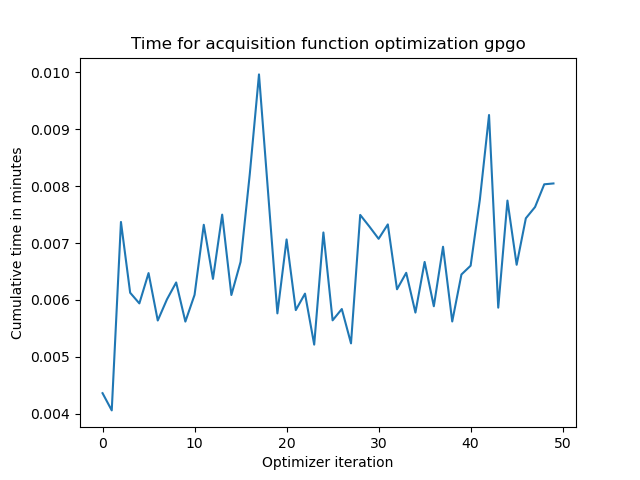 Time for acquisition function optimization gpgo
0.010
0.009
0.008
0.007
0.006
0.005
0.004
Cumulative time in minutes
0 10 20 30 40 50
Optimizer iteration